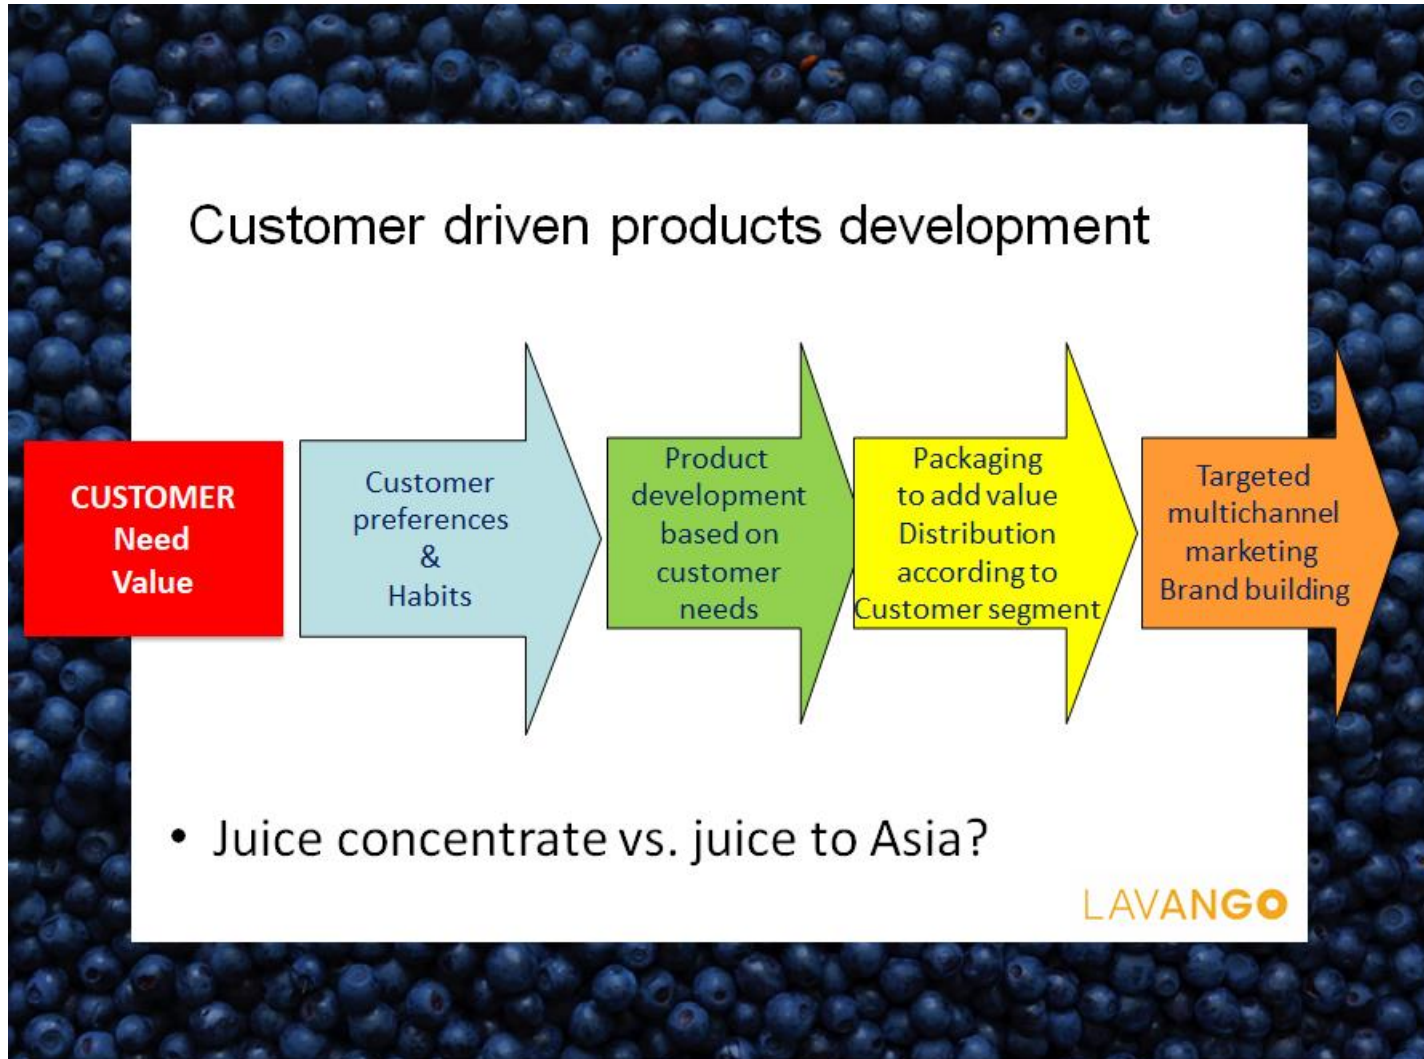 Customer driven products development
CUSTOMER
Need
Value
Customer
preferences
&
Habits
Product
development
based on
customer
needs
Packaging
to add value
Distribution
according to
Customer segment
Targeted
multichannel
marketing
Brand building
• Juice concentrate vs. juice to Asia?
LAVANGO